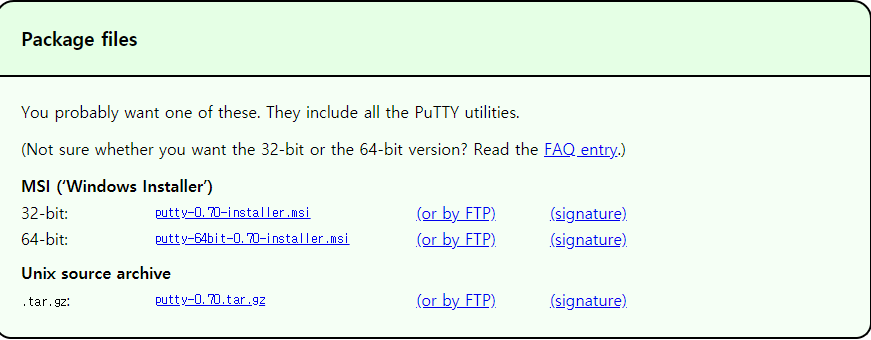 Package files
You probably want one of these. They include all the PuTTY utilities.
(Not sure whether you want the 32-bit or the 64-bit version? Read the FAQ entry.)
MSI (‘Windows Installer’)
32-bit: putty-0.70-installer.msi (or by FTP) (signature)
64-bit: putty-64bit-0.70-installer.msi (or by FTP) (signature)
Unix source archive
.tar.gz: putty-0.70.tar.gz (or by FTP) (signature)